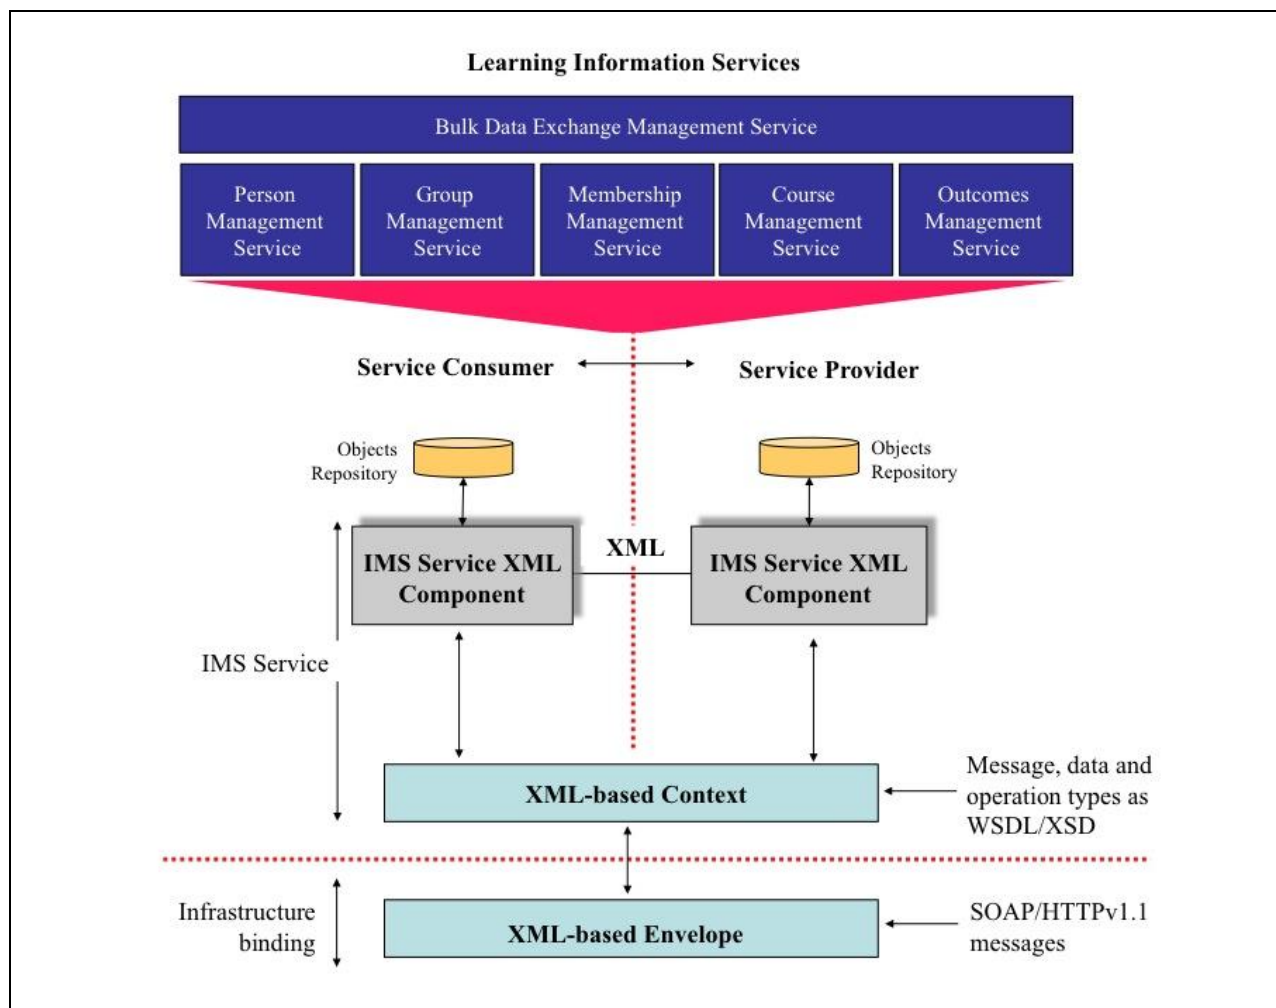 Learning Information Services
Bulk Data Exchange Management Service
Person
Management
Service
Group
Management
Service
Membership
Management
Service
Course
Management
Service
Outcomes
Management
Service
Service Consumer
Service Provider
Objects
Repository
Objects
Repository
XML
IMS Service XML
Component
IMS Service XML
Component
IMS Service
XML-based Context
Message, data and
operation types as
WSDL/XSD
Infrastructure
binding
XML-based Envelope
SOAP/HTTPv1.1
messages